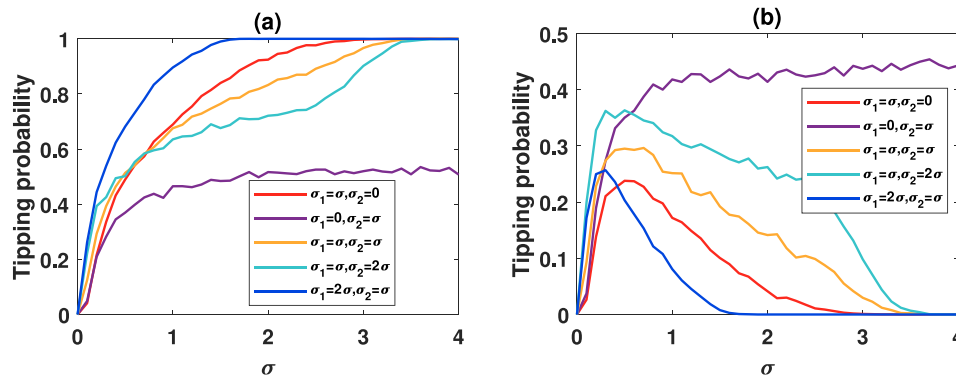 (a)
Tipping probability
1
0.8
0.6
0.4
0.2
0
0 1 2 3 4
σ
σ₁=σ,σ₂=0
σ₁=0,σ₂=σ
σ₁=σ,σ₂=σ
σ₁=σ,σ₂=2σ
σ₁=2σ,σ₂=σ
(b)
Tipping probability
0.5
0.4
0.3
0.2
0.1
0
0 1 2 3 4
σ
σ₁=σ,σ₂=0
σ₁=0,σ₂=σ
σ₁=σ,σ₂=σ
σ₁=σ,σ₂=2σ
σ₁=2σ,σ₂=σ